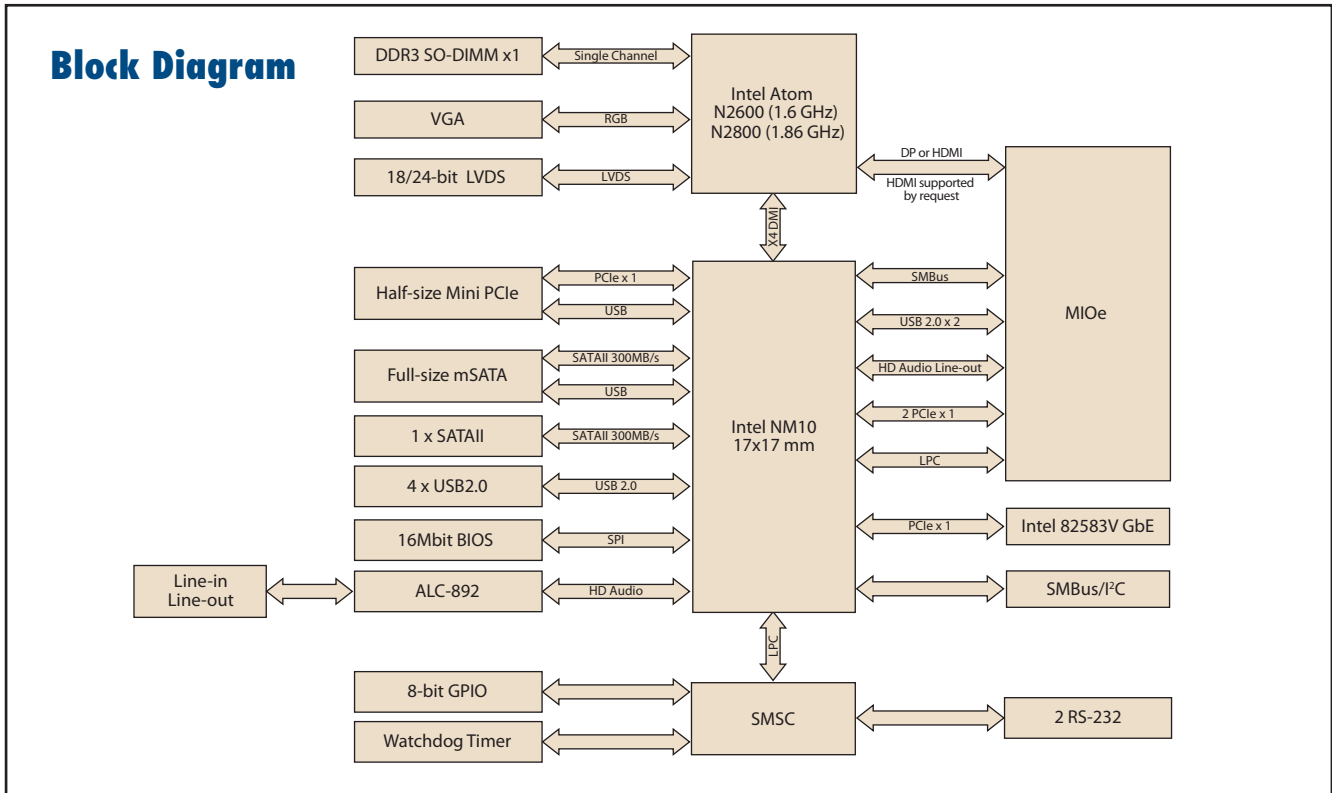 Block Diagram
DDR3 SO-DIMM x1
Single Channel
Intel Atom
N2600 (1.6 GHz)
N2800 (1.86 GHz)
VGA
RGB
18/24-bit LVDS
LVDS
DP or HDMI
HDMI supported
by request
X4 DMI
Half-size Mini PCIe
PCIe x 1
USB
SMBus
MIOe
USB 2.0 x 2
Full-size mSATA
SATAII 300MB/s
USB
HD Audio Line-out
Intel NM10
17x17 mm
2 PCIe x 1
1 x SATAII
SATAII 300MB/s
LPC
4 x USB2.0
USB 2.0
16Mbit BIOS
SPI
PCIe x 1
Intel 82583V GbE
Line-in
Line-out
ALC-892
HD Audio
SMBus/I²C
LPC
8-bit GPIO
SMSC
2 RS-232
Watchdog Timer